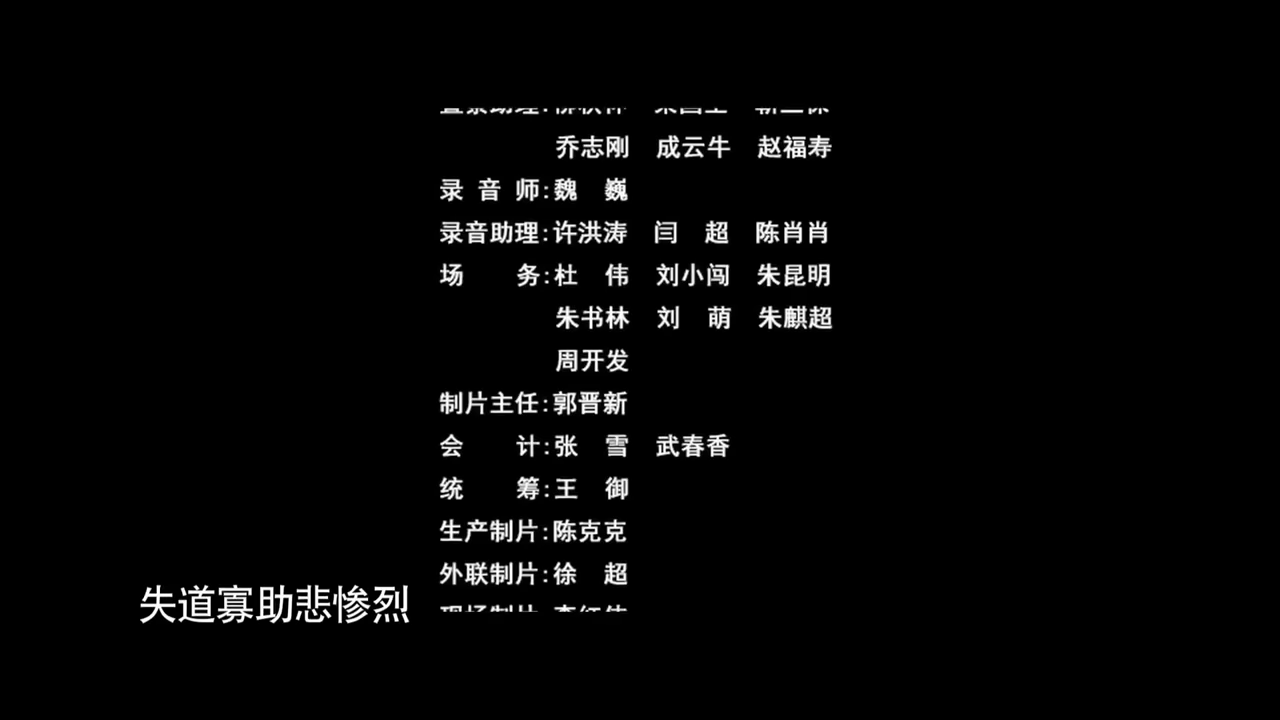 乔志刚 成云牛 赵福寿
录音师:魏 巍
录音助理:许洪涛 闫 超 陈肖肖
场 务:杜 伟 刘小闯 朱昆明
朱书林 刘 萌 朱麒超
周开发
制片主任:郭晋新
会 计:张 雪 武春香
统 筹:王 御
生产制片:陈克克
外联制片:徐 超
失道寡助悲惨烈